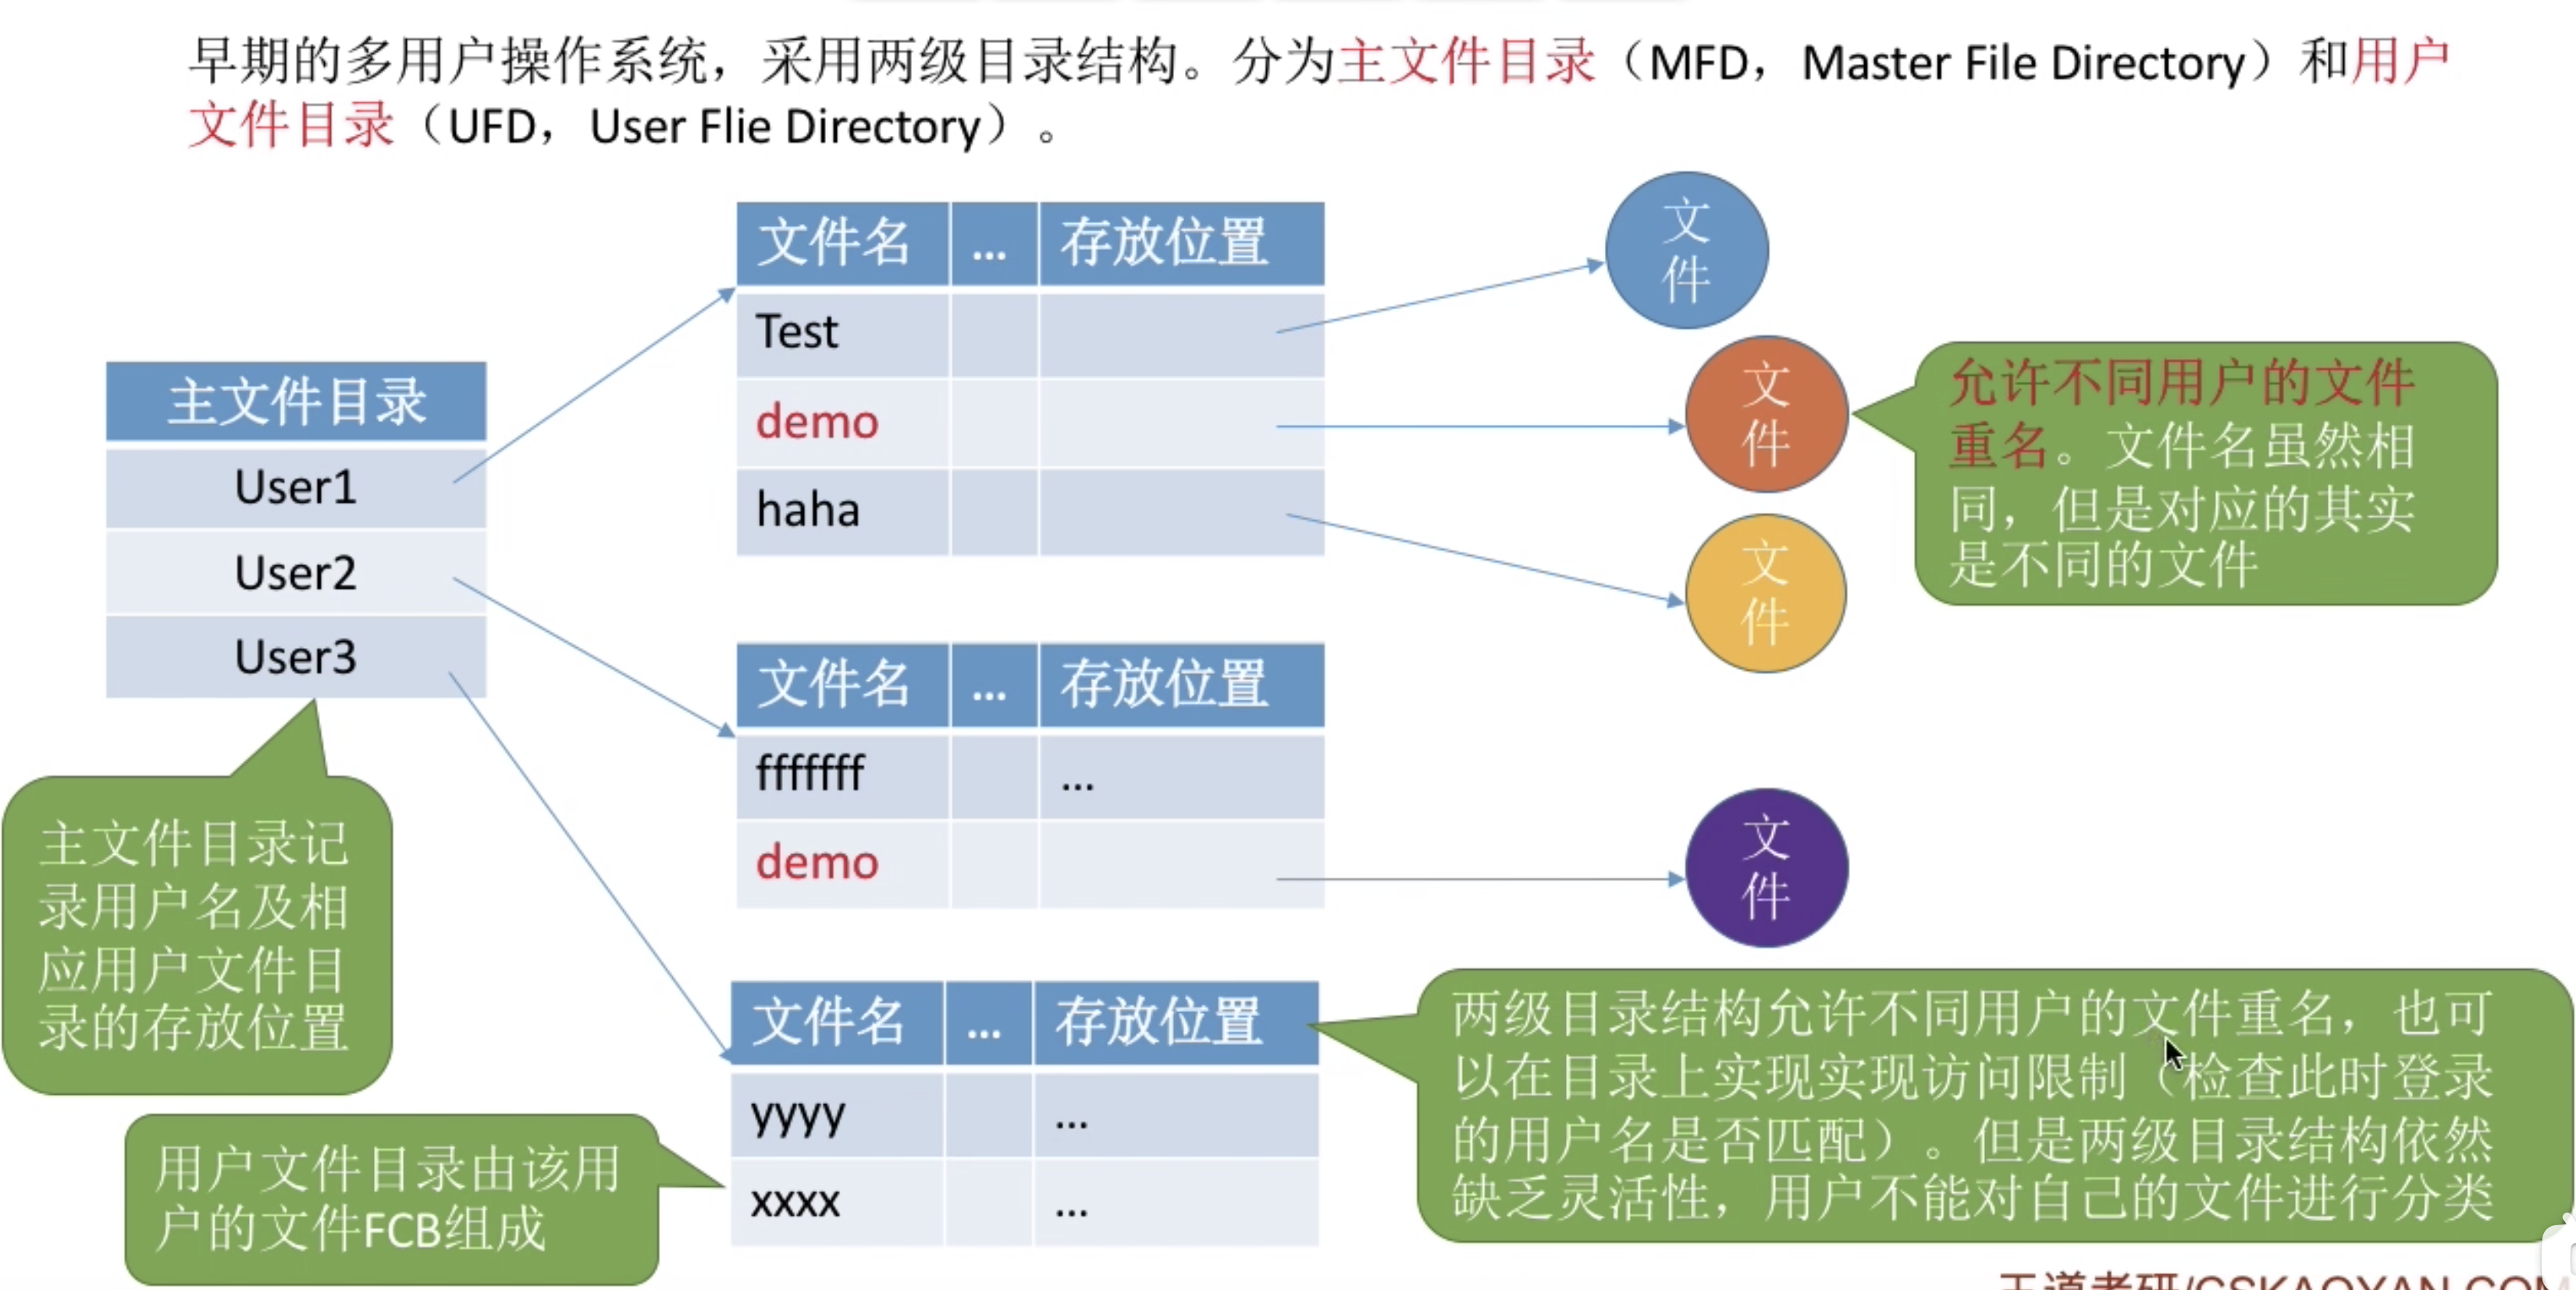 早期的多用户操作系统，采用两级目录结构。分为主文件目录（MFD，Master File Directory）和用户
文件目录（UFD，User Flie Directory）。
主文件目录
User1
User2
User3
文件名 ... 存放位置
Test
demo
haha
文件名 ... 存放位置
fffffff ...
demo
文件名 ... 存放位置
yyyy ...
xxxx ...
文
件
文
件
文
件
文
件
允许不同用户的文件
重名。文件名虽然相
同，但是对应的其实
是不同的文件
主文件目录记
录用户名及相
应用户文件目
录的存放位置
用户文件目录由该用
户的文件FCB组成
两级目录结构允许不同用户的文件重名，也可
以在目录上实现实现访问限制（检查此时登录
的用户名是否匹配）。但是两级目录结构依然
缺乏灵活性，用户不能对自己的文件进行分类
王道考研/CSKAOYAN.COM